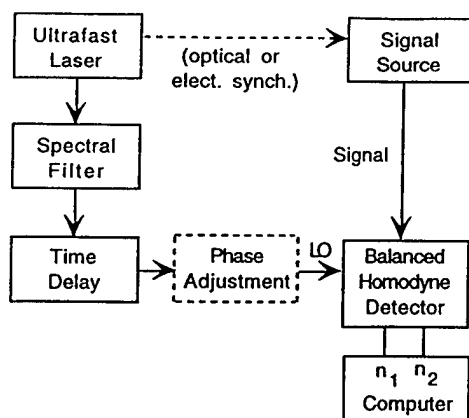 Ultrafast
Laser
(optical or
elect. synch.)
Signal
Source
Spectral
Filter
Signal
Time
Delay
Phase
Adjustment
LO
Balanced
Homodyne
Detector
n1 n2
Computer